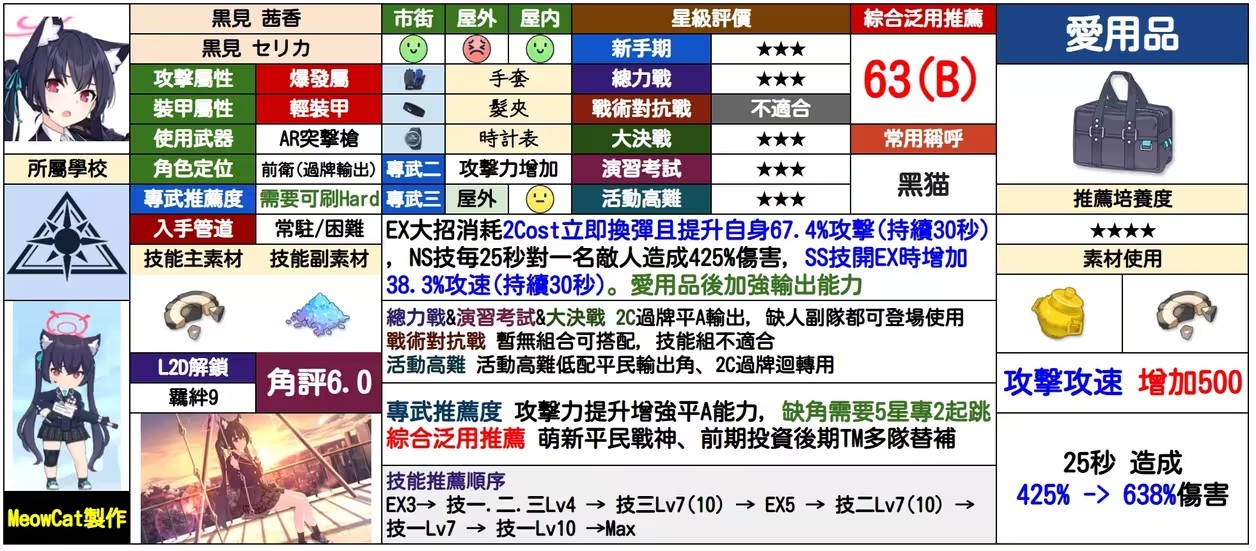 黒見 茜香
黒見 セリカ
攻擊屬性 爆發屬
裝甲屬性 輕裝甲
使用武器 AR突擊槍
角色定位 前衛(過牌輸出)
專武推薦度 需要可刷Hard
入手管道 常駐/困難
技能主素材 技能副素材
所屬學校
L2D解鎖
羈絆9
角評6.0
MeowCat製作
市街 屋外 屋內
手套
髮夾
時計表
專武二 攻擊力增加
專武三 屋外
星級評價
新手期 ★★★
總力戰 ★★★
戰術對抗戰 不適合
大決戰 ★★★
演習考試 ★★★
活動高難 ★★★
綜合泛用推薦
63(B)
常用稱呼
黑猫
EX大招消耗2Cost立即換彈且提升自身67.4%攻擊(持續30秒)
, NS技每25秒對一名敵人造成425%傷害, SS技開EX時增加
38.3%攻速(持續30秒)。愛用品後加強輸出能力
總力戰&演習考試&大決戰 2C過牌平A輸出, 缺人副隊都可登場使用
戰術對抗戰 暫無組合可搭配, 技能組不適合
活動高難 活動高難低配平民輸出角、2C過牌迴轉用
專武推薦度 攻擊力提升增強平A能力, 缺角需要5星專2起跳
綜合泛用推薦 萌新平民戰神、前期投資後期TM多隊替補
技能推薦順序
EX3→ 技一.二.三Lv4 → 技三Lv7(10) → EX5 → 技二Lv7(10) →
技一Lv7 → 技一Lv10 →Max
愛用品
推薦培養度
★★★★
素材使用
攻擊攻速 增加500
25秒 造成
425% -> 638%傷害